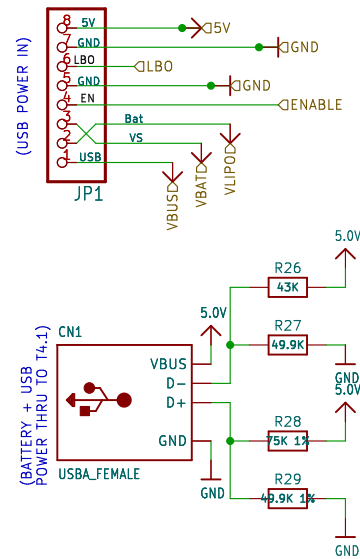 (USB POWER IN)
8 5V 5V
7 GND GND
6 LBO LBO
5 GND GND
4 EN ENABLE
3 Bat
2 VS
1 USB
JP1
VBUS
VBAT
VLIPO
(BATTERY + USB
POWER THRU TO T4.1)
CN1
5.0V
VBUS
D-
D+
GND
USBA_FEMALE
GND
5.0V
R26
43K
R27
49.9K
GND
5.0V
R28
75K 1%
R29
49.9K 1%
GND